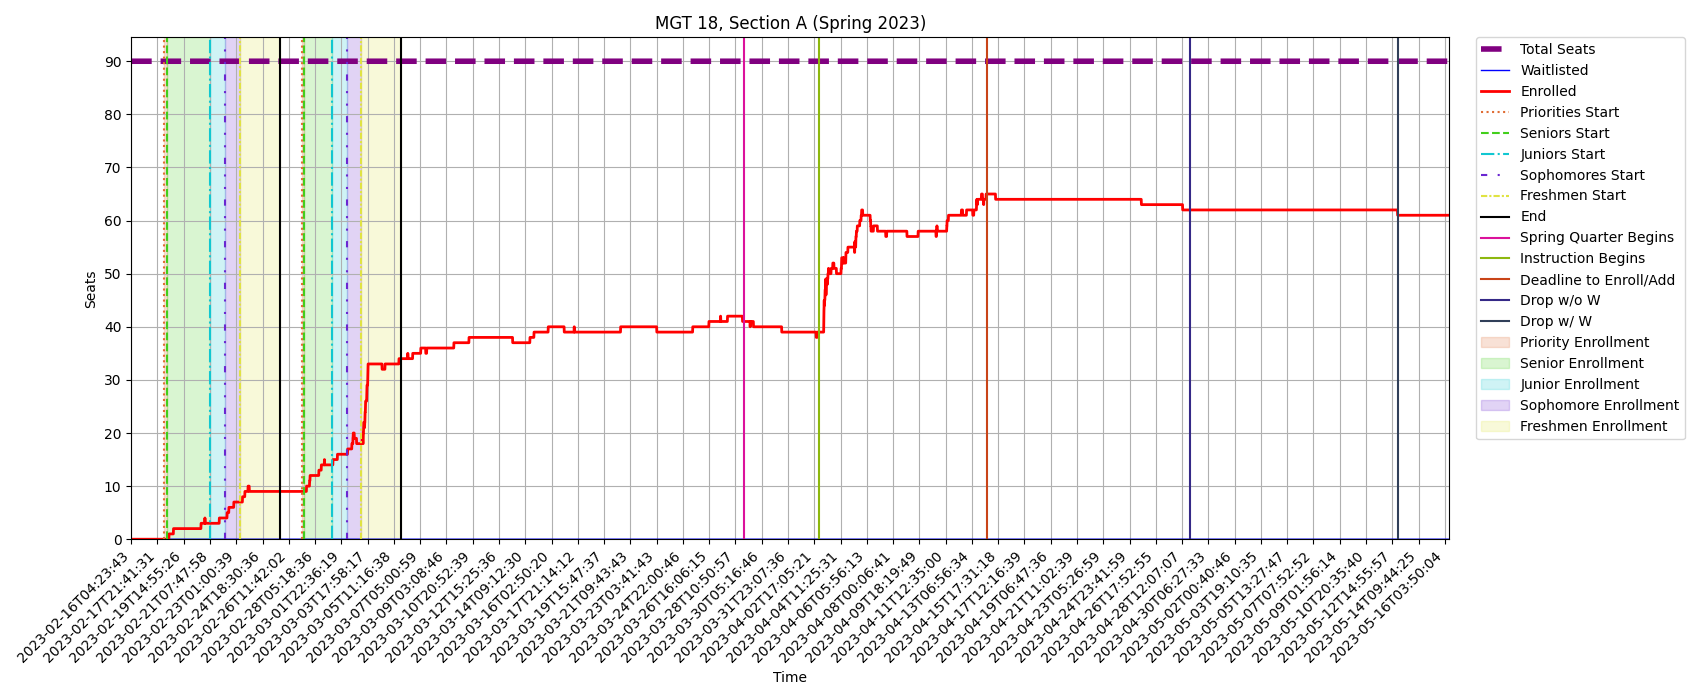 MGT 18, Section A (Spring 2023)
Seats
90
80
70
60
50
40
30
20
10
0
2023-02-16T04:23:43
2023-02-17T21:41:31
2023-02-19T14:55:26
2023-02-21T07:47:58
2023-02-23T01:00:39
2023-02-24T18:30:36
2023-02-26T11:42:02
2023-02-28T05:18:36
2023-03-01T22:36:19
2023-03-03T17:58:17
2023-03-05T11:16:38
2023-03-07T05:00:59
2023-03-09T03:08:46
2023-03-10T20:52:39
2023-03-12T15:25:36
2023-03-14T09:12:30
2023-03-16T02:50:20
2023-03-17T21:14:12
2023-03-19T15:47:37
2023-03-21T09:43:43
2023-03-23T03:41:43
2023-03-24T22:00:46
2023-03-26T16:06:15
2023-03-28T10:50:57
2023-03-30T05:16:46
2023-03-31T23:07:36
2023-04-02T17:05:21
2023-04-04T11:25:31
2023-04-06T05:56:13
2023-04-08T00:06:41
2023-04-09T18:19:49
2023-04-11T12:35:00
2023-04-13T06:56:34
2023-04-15T17:31:18
2023-04-17T12:16:39
2023-04-19T06:47:36
2023-04-21T11:02:39
2023-04-23T05:26:59
2023-04-24T23:41:59
2023-04-26T17:52:55
2023-04-28T12:07:07
2023-04-30T06:27:33
2023-05-02T00:40:46
2023-05-03T19:10:35
2023-05-05T13:27:47
2023-05-07T07:52:52
2023-05-09T01:56:14
2023-05-10T20:35:40
2023-05-12T14:55:57
2023-05-14T09:44:25
2023-05-16T03:50:04
Time
Total Seats
Waitlisted
Enrolled
Priorities Start
Seniors Start
Juniors Start
Sophomores Start
Freshmen Start
End
Spring Quarter Begins
Instruction Begins
Deadline to Enroll/Add
Drop w/o W
Drop w/ W
Priority Enrollment
Senior Enrollment
Junior Enrollment
Sophomore Enrollment
Freshmen Enrollment